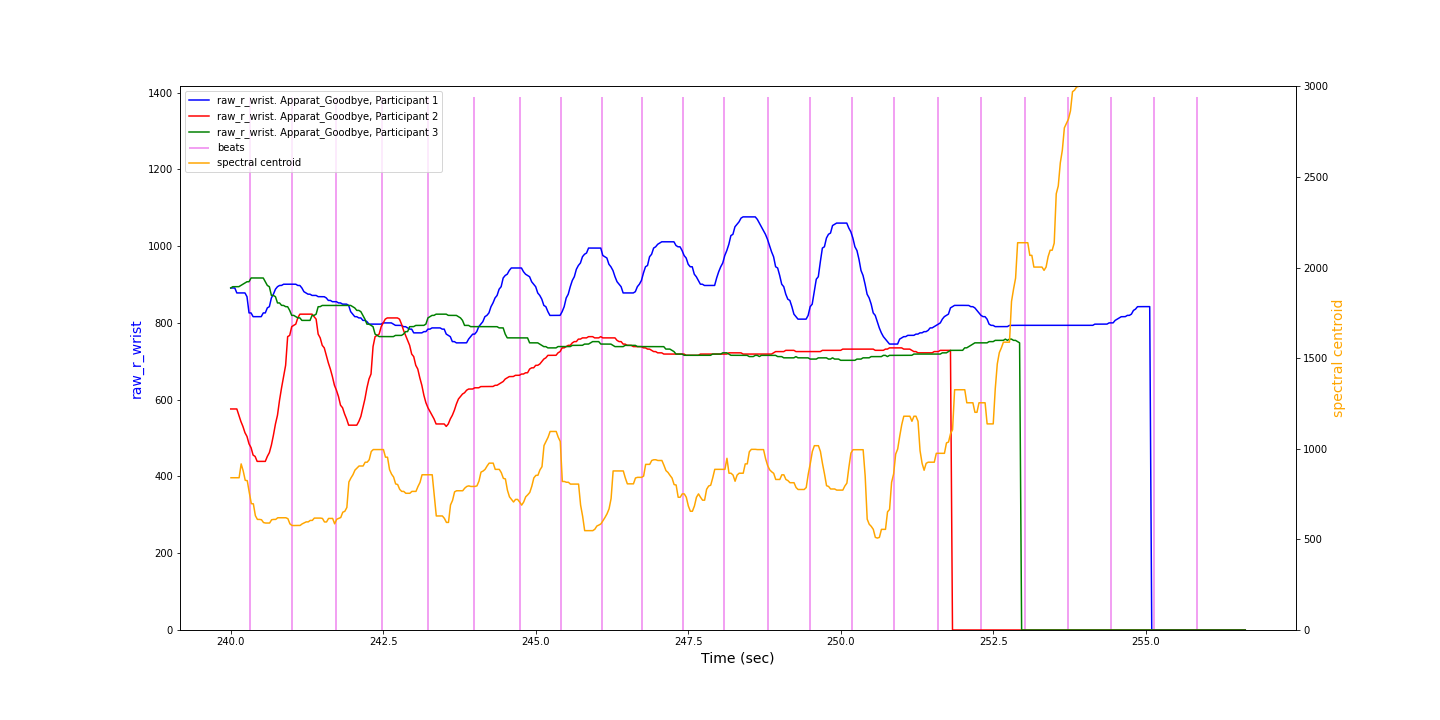 raw_r_wrist. Apparat_Goodbye, Participant 1
raw_r_wrist. Apparat_Goodbye, Participant 2
raw_r_wrist. Apparat_Goodbye, Participant 3
beats
spectral centroid
1400
1200
1000
800
600
400
200
0
raw_r_wrist
3000
2500
2000
1500
1000
500
0
spectral centroid
240.0 242.5 245.0 247.5 250.0 252.5 255.0
Time (sec)